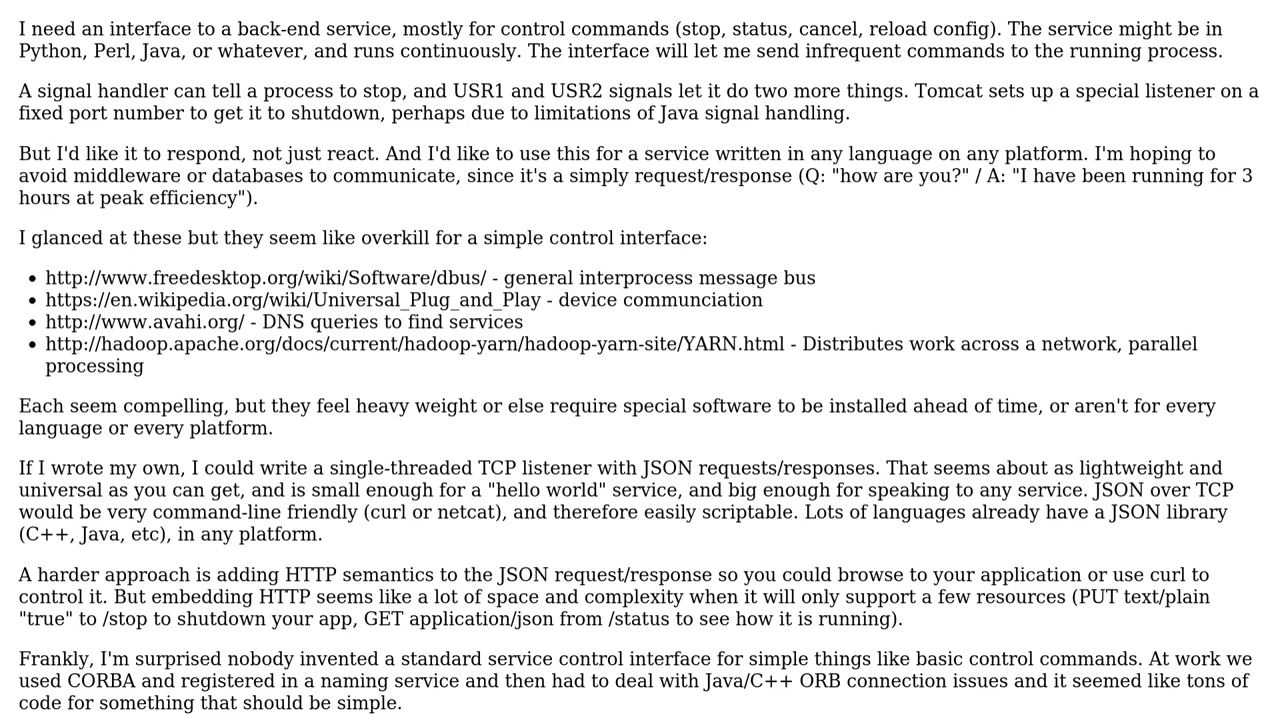 I need an interface to a back-end service, mostly for control commands (stop, status, cancel, reload config). The service might be in
Python, Perl, Java, or whatever, and runs continuously. The interface will let me send infrequent commands to the running process.
A signal handler can tell a process to stop, and USR1 and USR2 signals let it do two more things. Tomcat sets up a special listener on a
fixed port number to get it to shutdown, perhaps due to limitations of Java signal handling.
But I'd like it to respond, not just react. And I'd like to use this for a service written in any language on any platform. I'm hoping to
avoid middleware or databases to communicate, since it's a simply request/response (Q: "how are you?" / A: "I have been running for 3
hours at peak efficiency").
I glanced at these but they seem like overkill for a simple control interface:
• http://www.freedesktop.org/wiki/Software/dbus/ - general interprocess message bus
• https://en.wikipedia.org/wiki/Universal_Plug_and_Play - device communciation
• http://www.avahi.org/ - DNS queries to find services
• http://hadoop.apache.org/docs/current/hadoop-yarn/hadoop-yarn-site/YARN.html - Distributes work across a network, parallel
processing
Each seem compelling, but they feel heavy weight or else require special software to be installed ahead of time, or aren't for every
language or every platform.
If I wrote my own, I could write a single-threaded TCP listener with JSON requests/responses. That seems about as lightweight and
universal as you can get, and is small enough for a "hello world" service, and big enough for speaking to any service. JSON over TCP
would be very command-line friendly (curl or netcat), and therefore easily scriptable. Lots of languages already have a JSON library
(C++, Java, etc), in any platform.
A harder approach is adding HTTP semantics to the JSON request/response so you could browse to your application or use curl to
control it. But embedding HTTP seems like a lot of space and complexity when it will only support a few resources (PUT text/plain
"true" to /stop to shutdown your app, GET application/json from /status to see how it is running).
Frankly, I'm surprised nobody invented a standard service control interface for simple things like basic control commands. At work we
used CORBA and registered in a naming service and then had to deal with Java/C++ ORB connection issues and it seemed like tons of
code for something that should be simple.